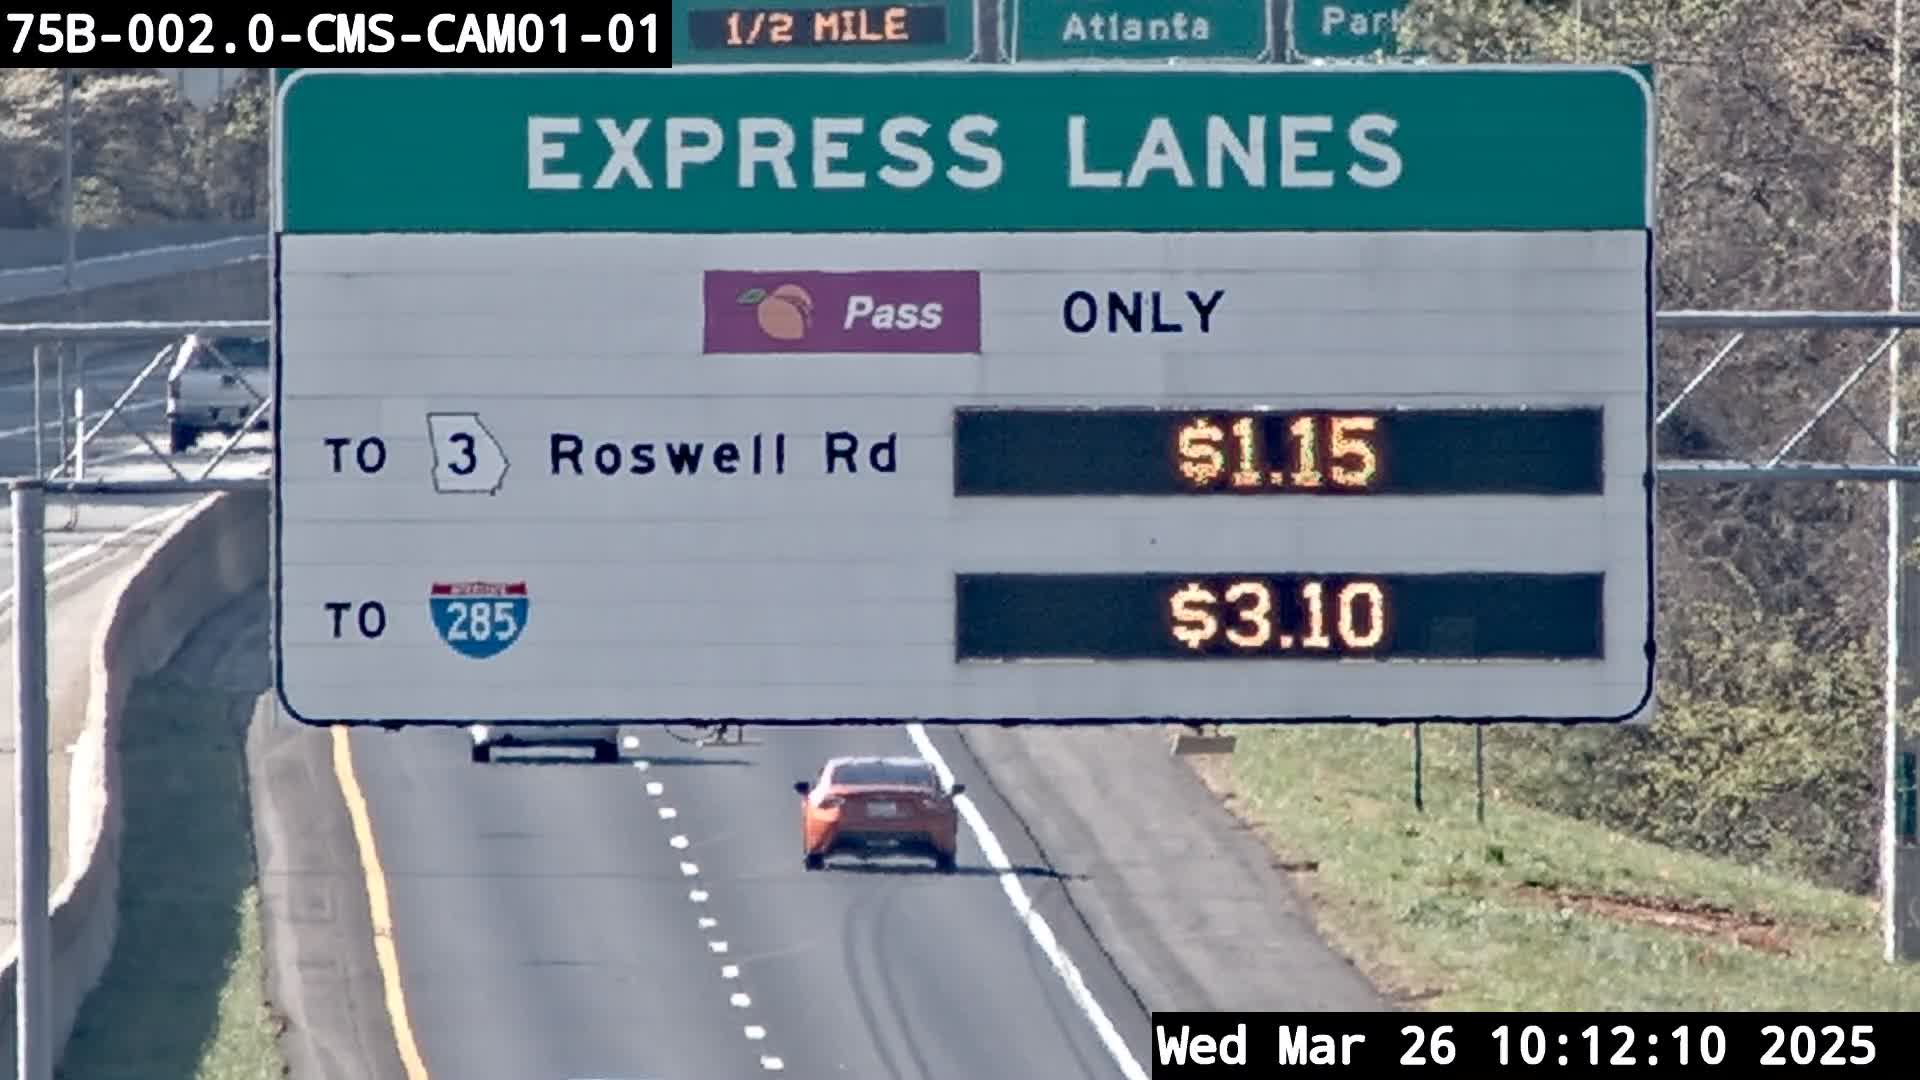 75B-002.0-CMS-CAM01-01
1/2 MILE
Atlanta
Park
EXPRESS LANES
Pass ONLY
TO 3 Roswell Rd $1.15
TO 285 $3.10
Wed Mar 26 10:12:10 2025